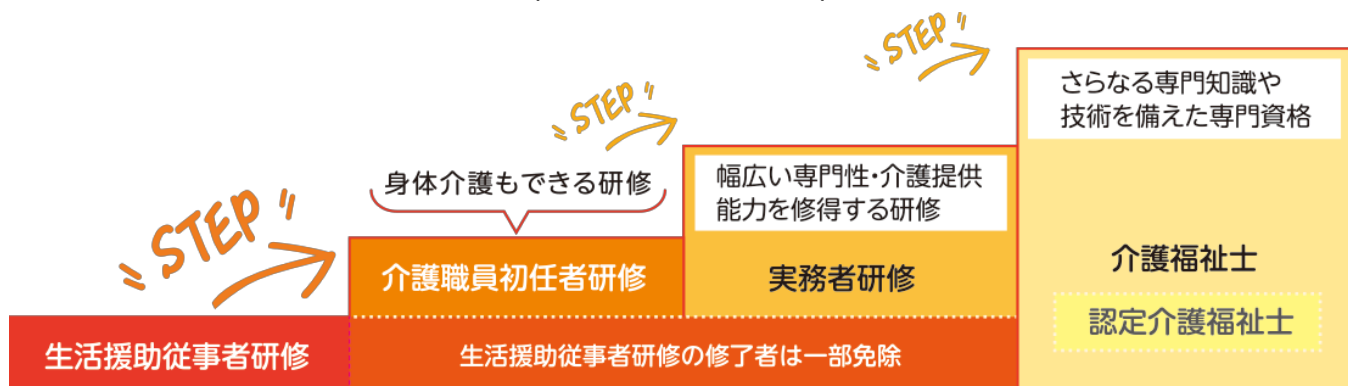 STEP
身体介護もできる研修
介護職員初任者研修
生活援助従事者研修
生活援助従事者研修の修了者は一部免除
STEP
幅広い専門性・介護提供
能力を修得する研修
実務者研修
STEP
さらなる専門知識や
技術を備えた専門資格
介護福祉士
認定介護福祉士